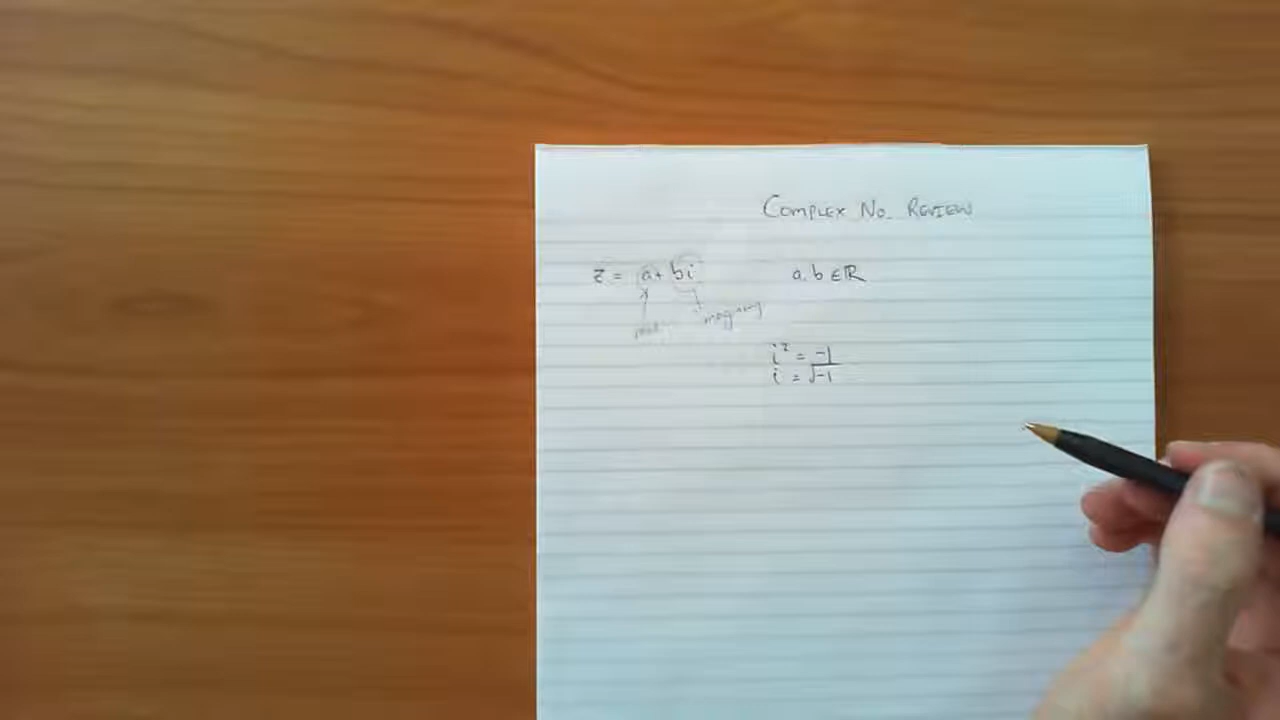 COMPLEX NO. REVIEW
z = a + bi a, b ∈ ℝ
real imaginary
i² = -1
i = √-1